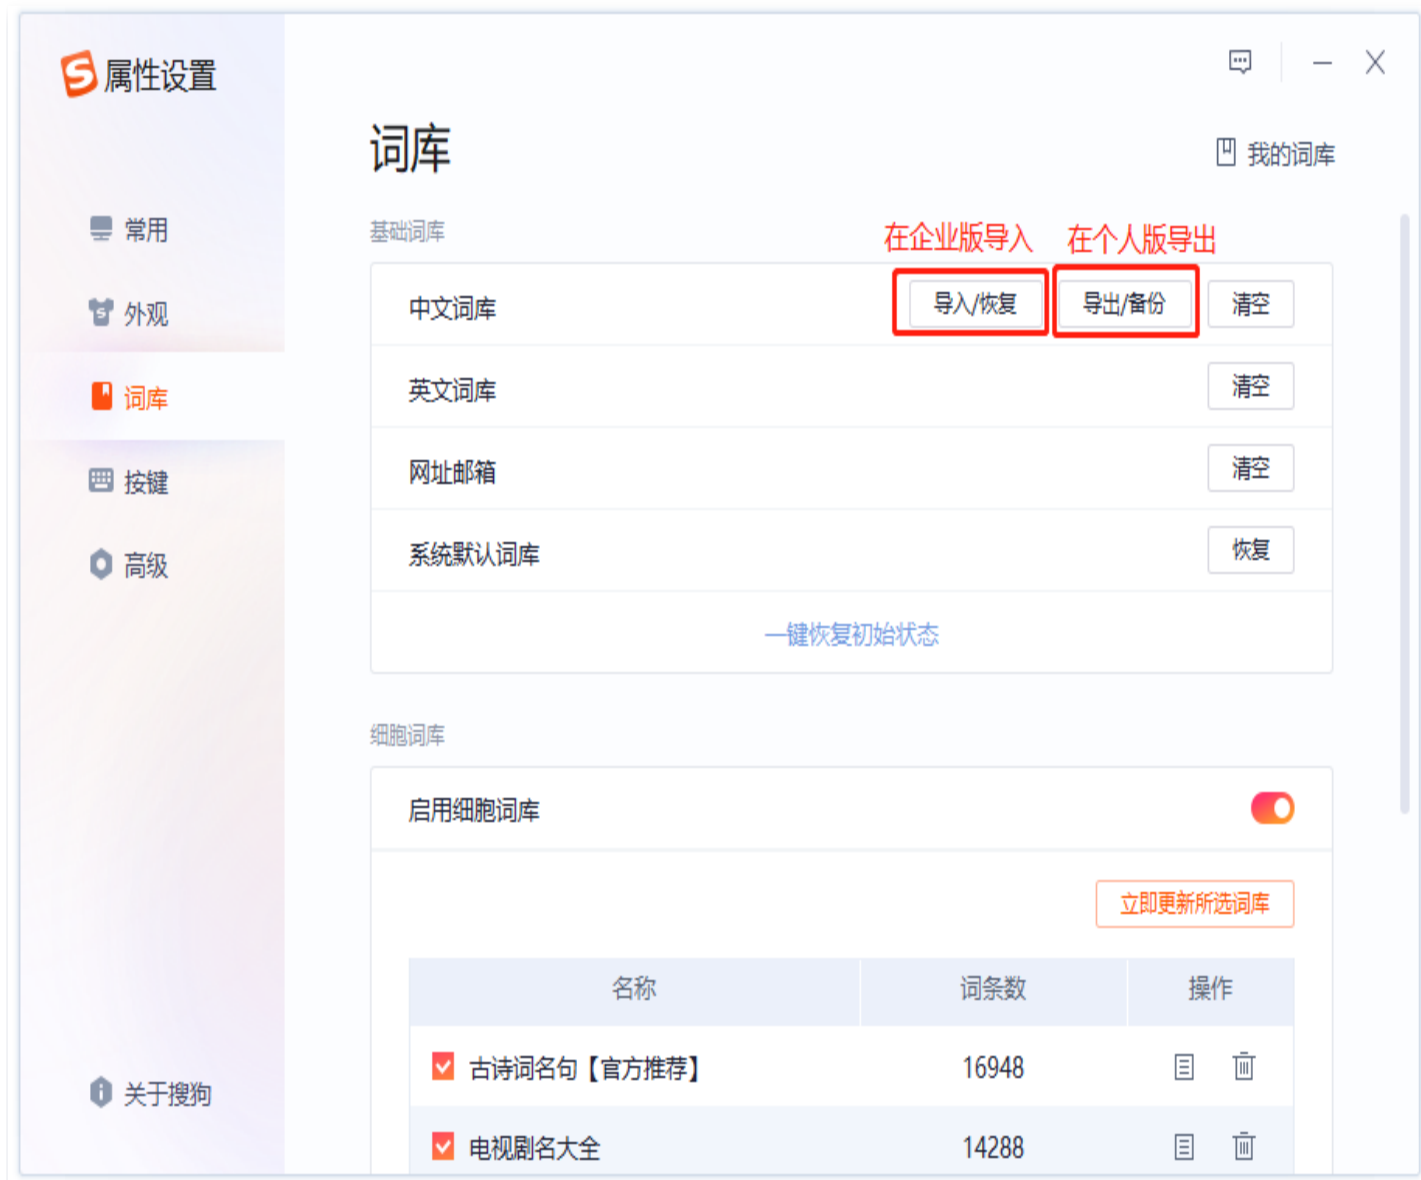 属性设置
词库
我的词库
常用
外观
词库
按键
高级
关于搜狗
基础词库
在企业版导入 在个人版导出
中文词库 导入/恢复 导出/备份 清空
英文词库 清空
网址邮箱 清空
系统默认词库 恢复
一键恢复初始状态
细胞词库
启用细胞词库
立即更新所选词库
名称 词条数 操作
古诗词名句【官方推荐】 16948
电视剧名大全 14288